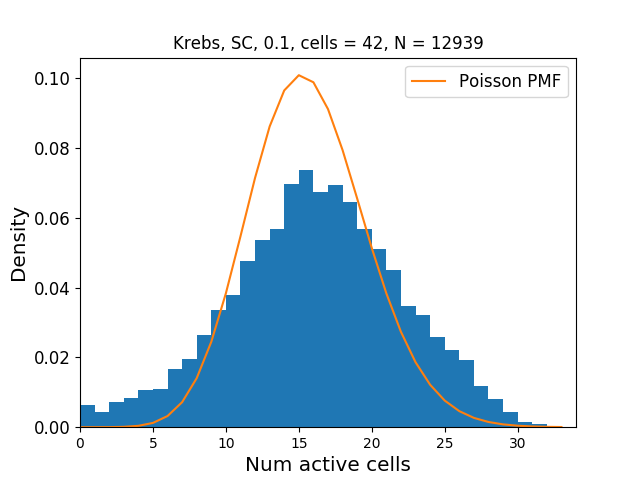 Krebs, SC, 0.1, cells = 42, N = 12939
Poisson PMF
Density
0.10
0.08
0.06
0.04
0.02
0.00
0 5 10 15 20 25 30
Num active cells